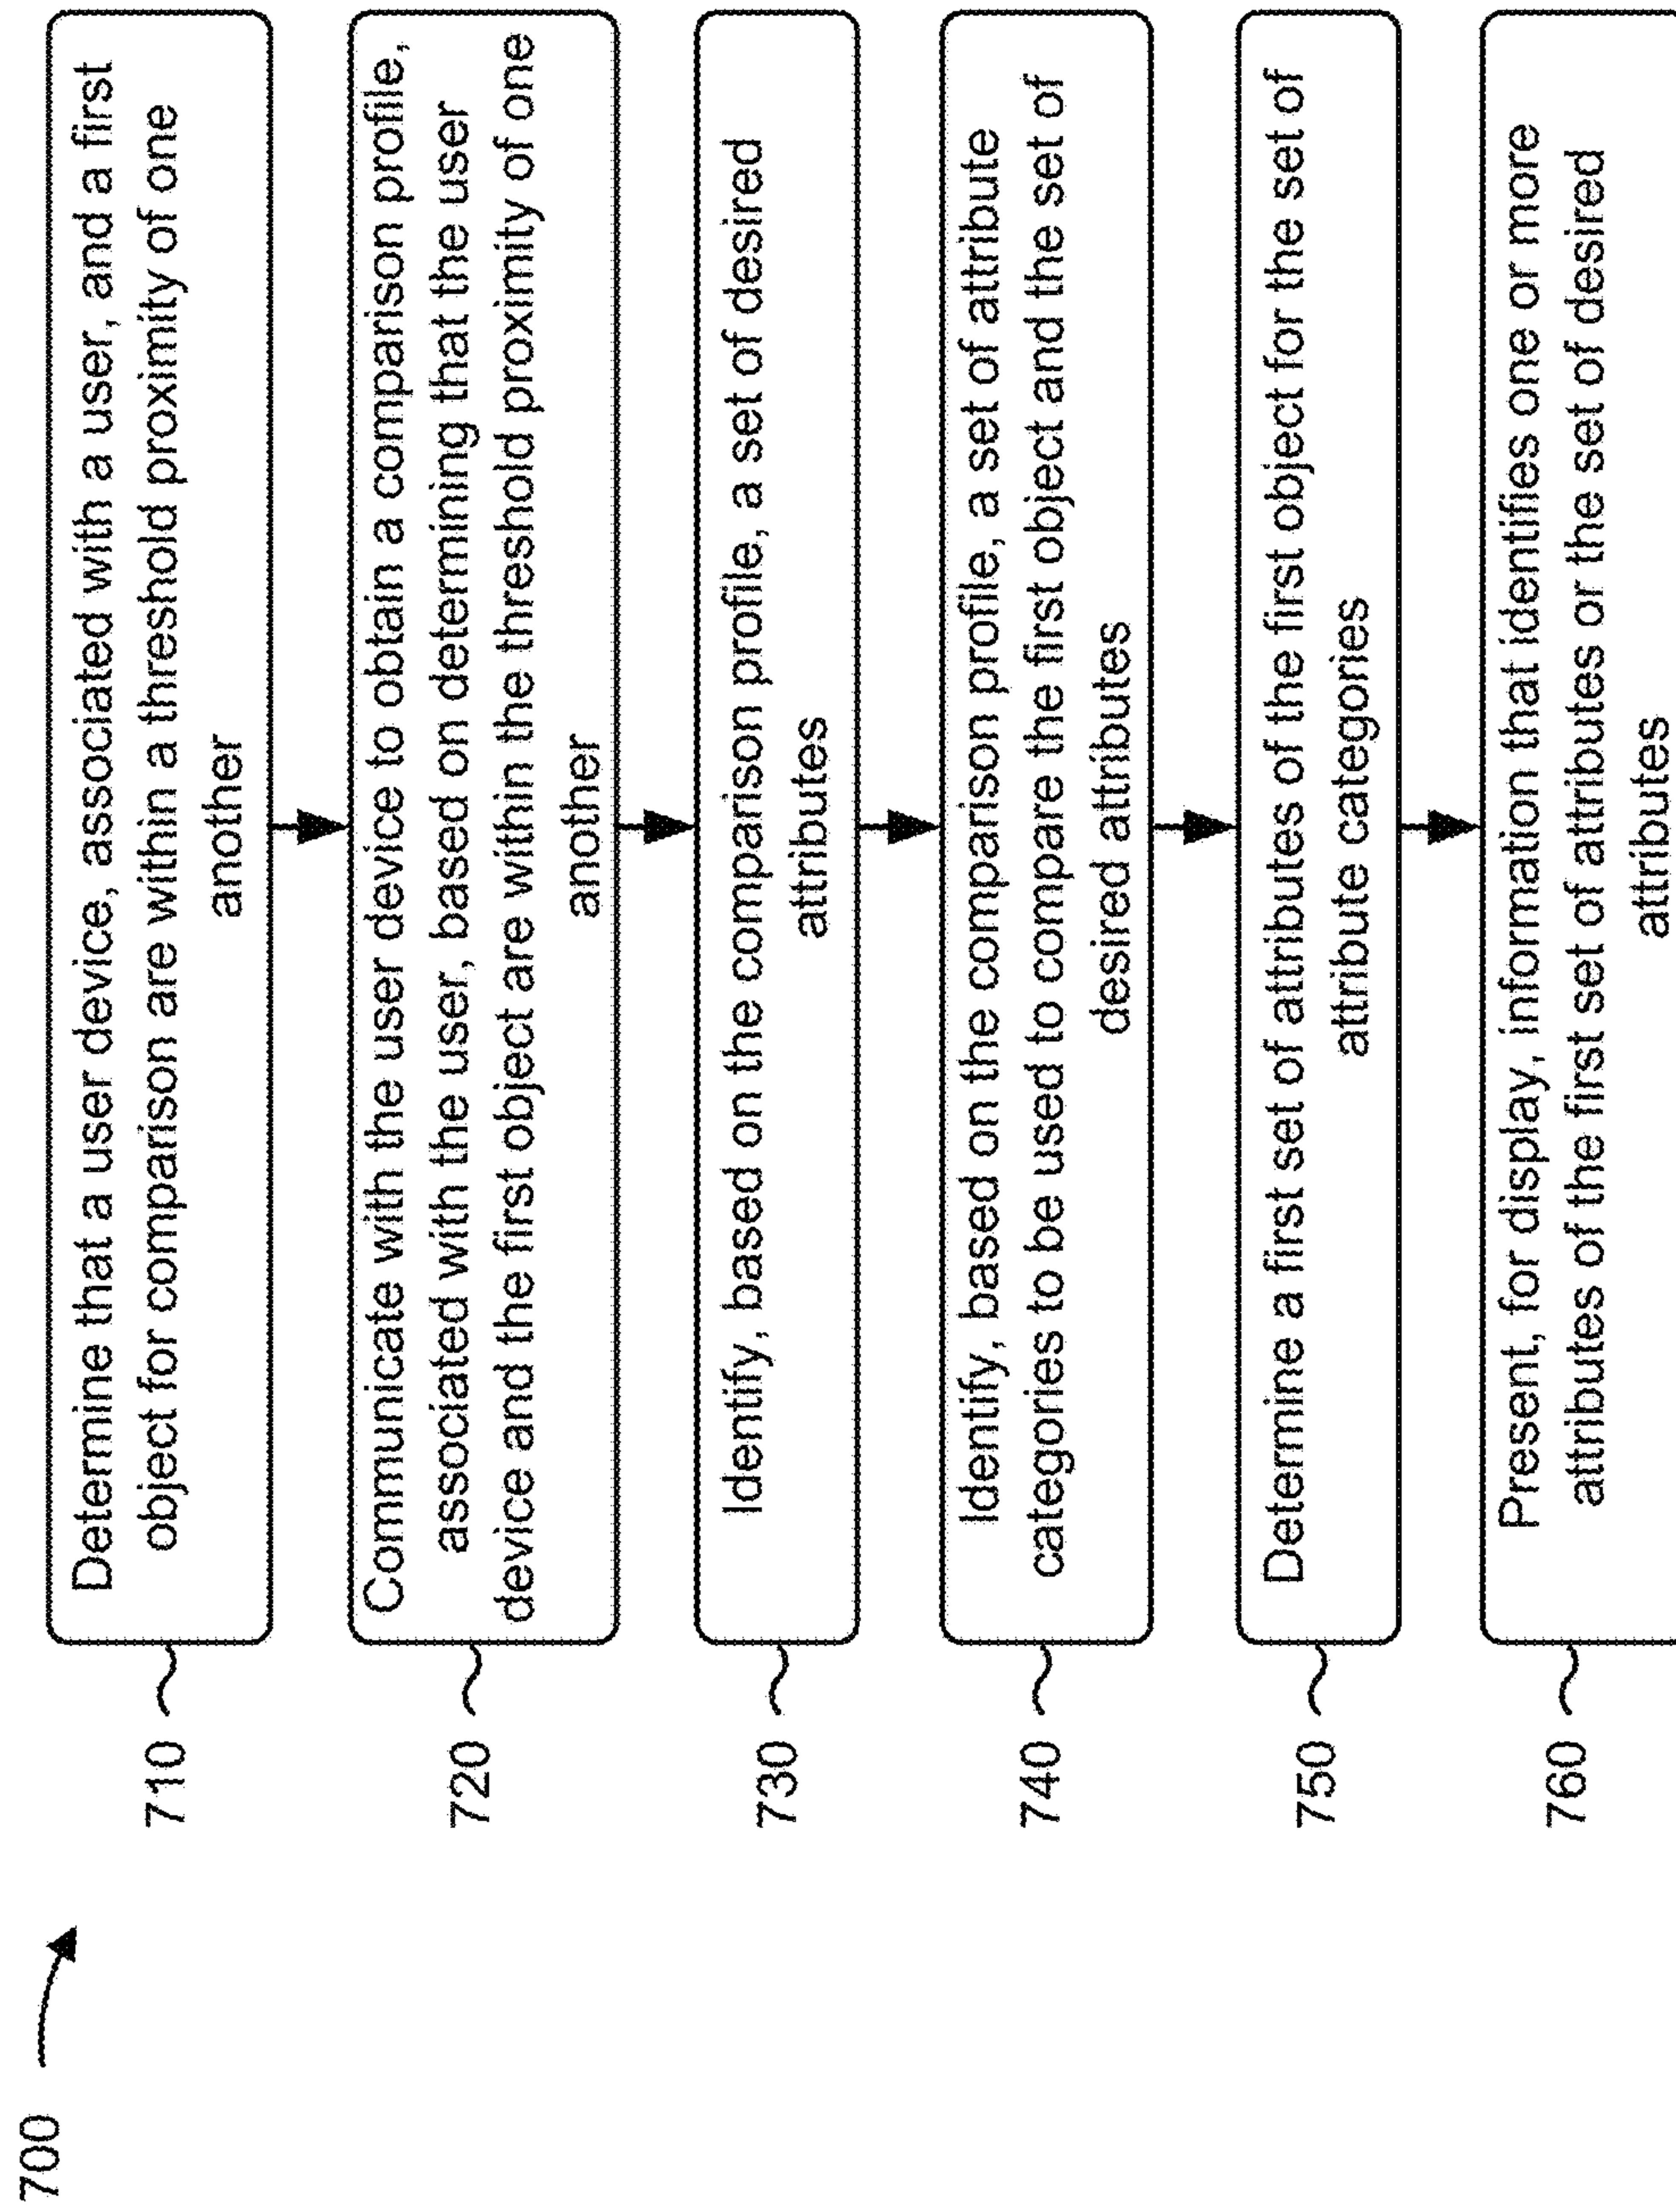 700
710
Determine that a user device, associated with a user, and a first
object for comparison are within a threshold proximity of one
another
720
Communicate with the user device to obtain a comparison profile,
associated with the user, based on determining that the user
device and the first object are within the threshold proximity of one
another
730
Identify, based on the comparison profile, a set of desired
attributes
740
Identify, based on the comparison profile, a set of attribute
categories to be used to compare the first object and the set of
desired attributes
750
Determine a first set of attributes of the first object for the set of
attribute categories
760
Present, for display, information that identifies one or more
attributes of the first set of attributes or the set of desired
attributes